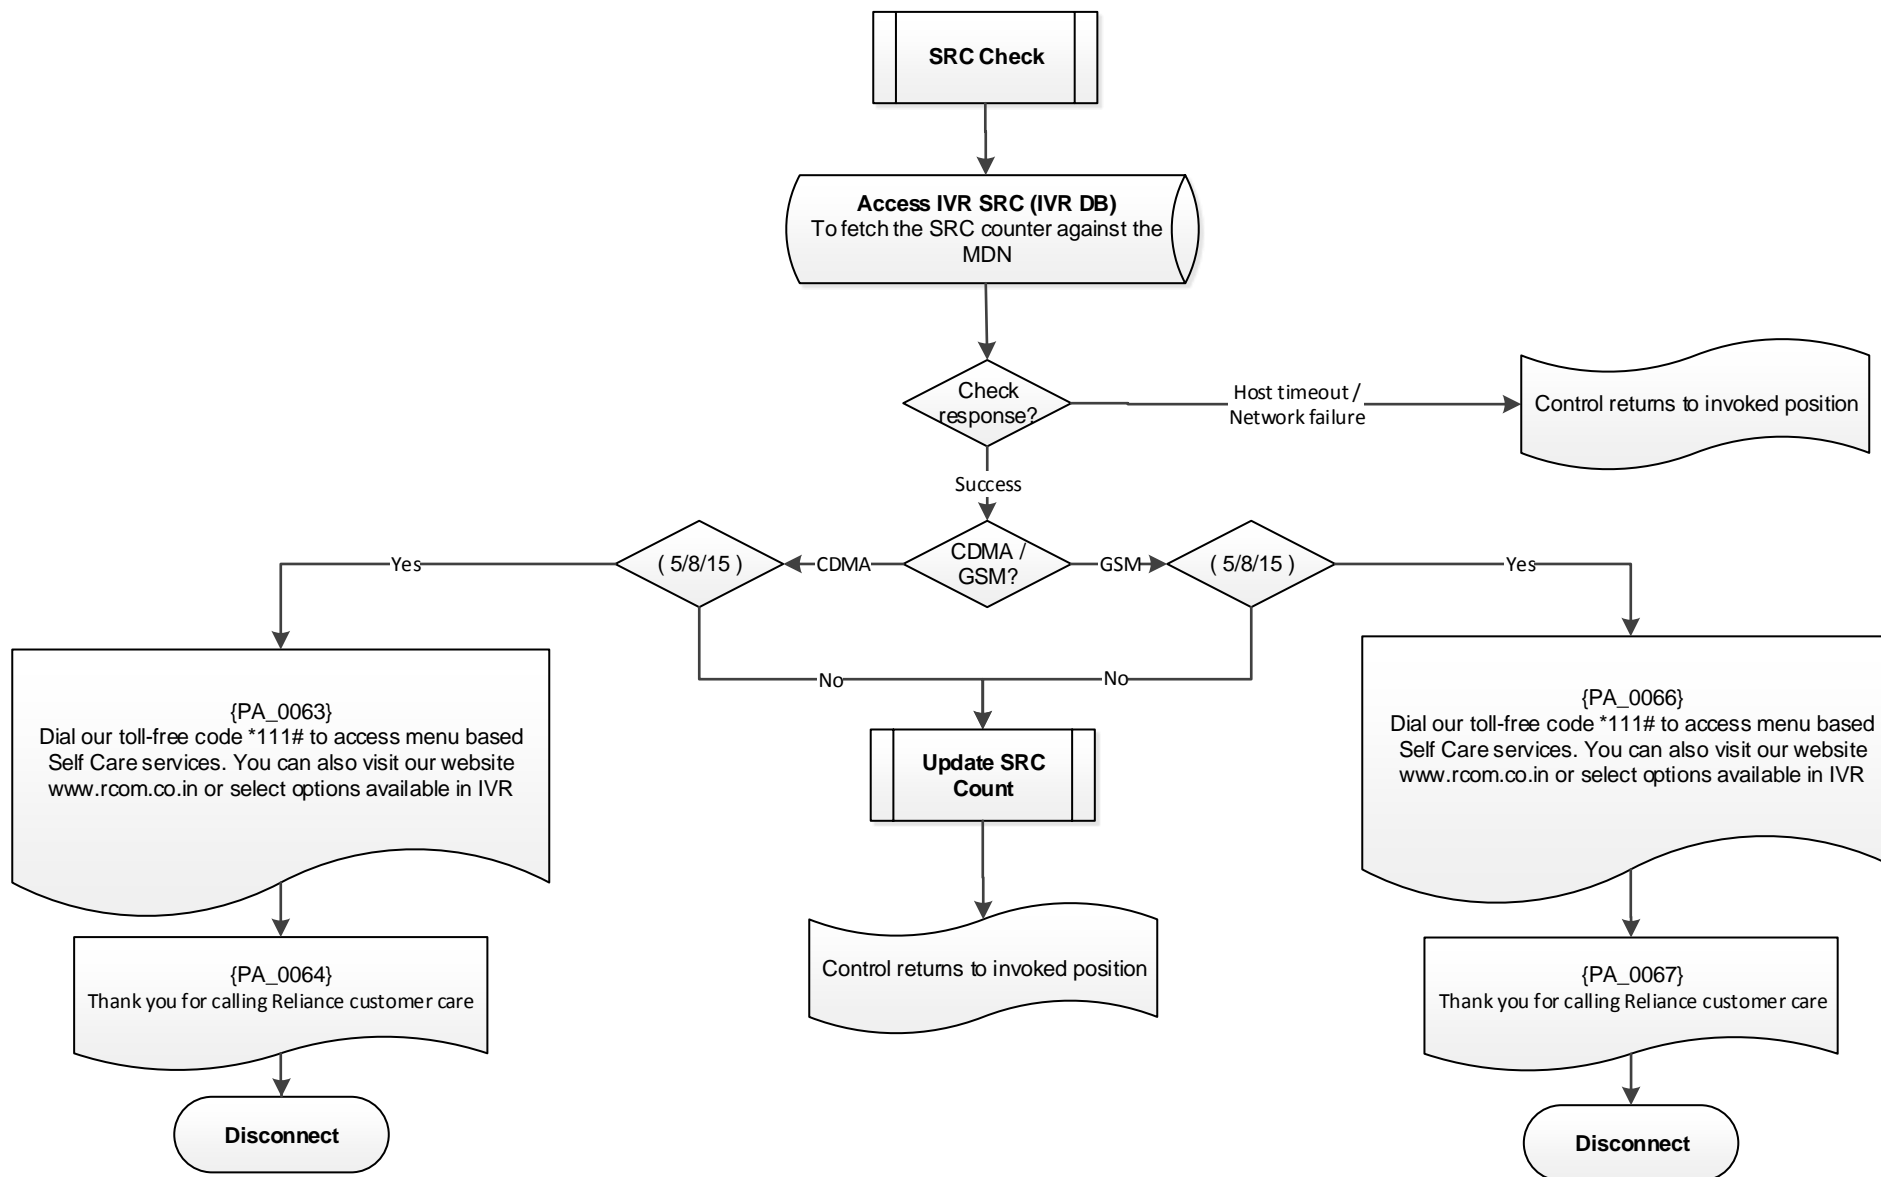 SRC Check
Access IVR SRC (IVR DB)
To fetch the SRC counter against the
MDN
Check
response?
Host timeout /
Network failure
Control returns to invoked position
Success
CDMA /
GSM?
CDMA
GSM
( 5/8/15 )
( 5/8/15 )
Yes
Yes
No
No
{PA_0063}
Dial our toll-free code *111# to access menu based
Self Care services. You can also visit our website
www.rcom.co.in or select options available in IVR
Update SRC
Count
{PA_0066}
Dial our toll-free code *111# to access menu based
Self Care services. You can also visit our website
www.rcom.co.in or select options available in IVR
{PA_0064}
Thank you for calling Reliance customer care
Control returns to invoked position
{PA_0067}
Thank you for calling Reliance customer care
Disconnect
Disconnect